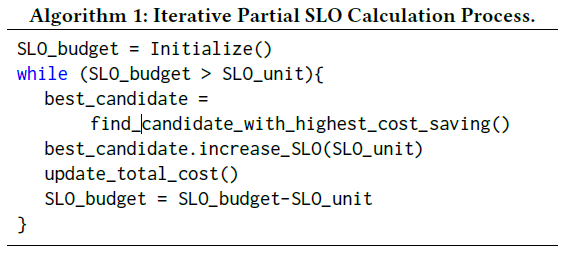 Algorithm 1: Iterative Partial SLO Calculation Process.
SLO_budget = Initialize()
while (SLO_budget > SLO_unit){
best_candidate =
find_candidate_with_highest_cost_saving()
best_candidate.increase_SLO(SLO_unit)
update_total_cost()
SLO_budget = SLO_budget-SLO_unit
}